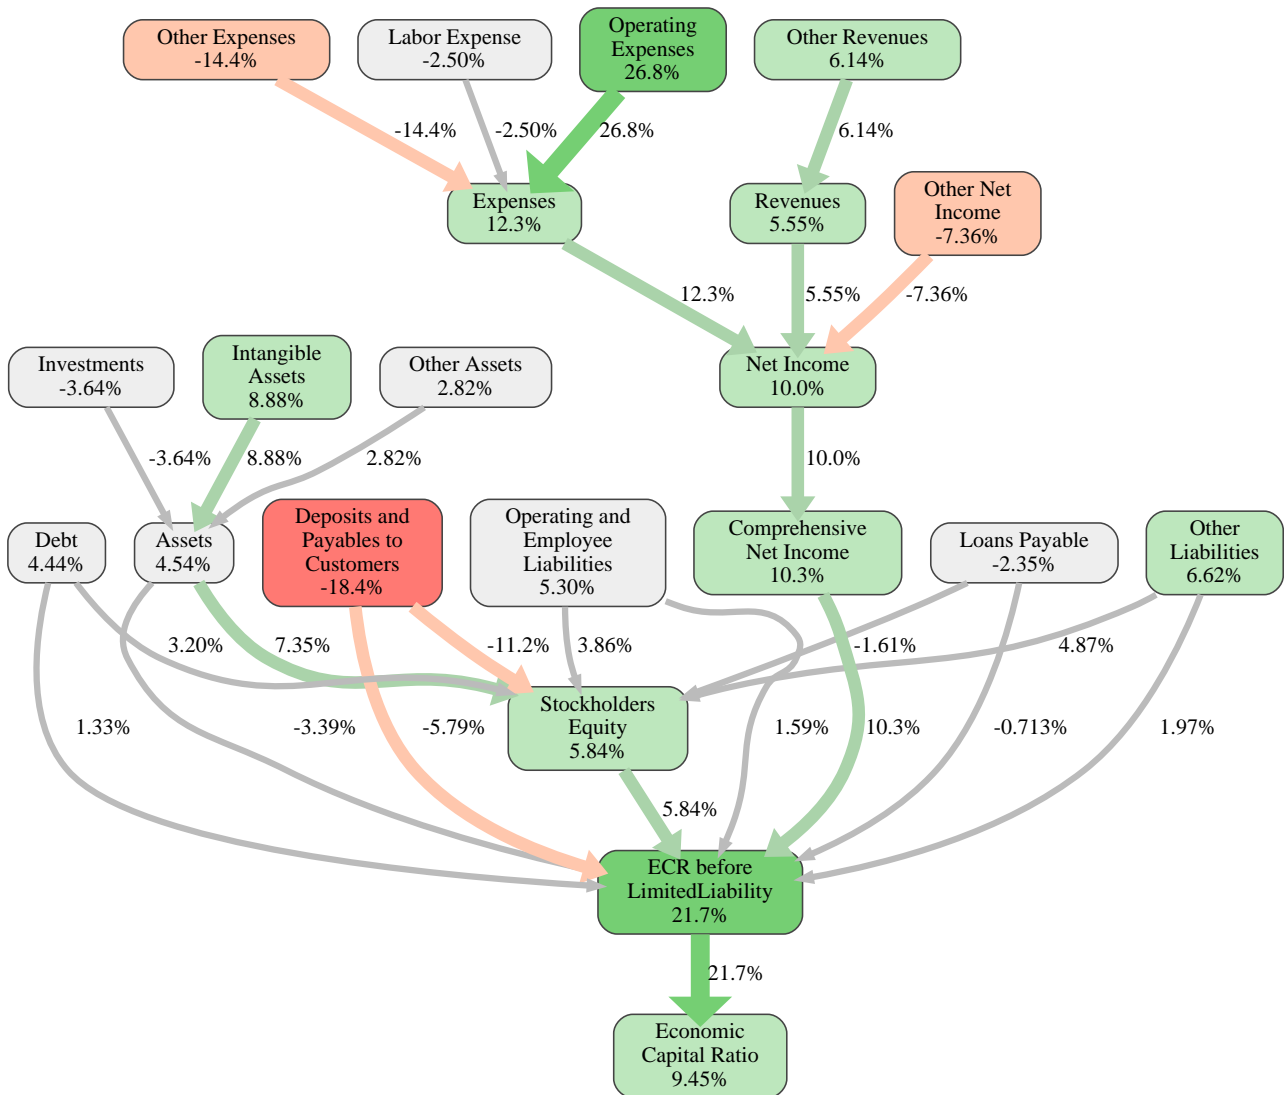 Other Expenses
-14.4%
Labor Expense
-2.50%
Operating
Expenses
26.8%
Other Revenues
6.14%
-14.4%
-2.50%
26.8%
6.14%
Expenses
12.3%
Revenues
5.55%
Other Net
Income
-7.36%
12.3%
5.55%
-7.36%
Investments
-3.64%
Intangible
Assets
8.88%
Other Assets
2.82%
Net Income
10.0%
-3.64%
8.88%
2.82%
10.0%
Debt
4.44%
Assets
4.54%
Deposits and
Payables to
Customers
-18.4%
Operating and
Employee
Liabilities
5.30%
Comprehensive
Net Income
10.3%
Loans Payable
-2.35%
Other
Liabilities
6.62%
3.20%
7.35%
-11.2%
3.86%
-1.61%
4.87%
Stockholders
Equity
5.84%
1.33%
-3.39%
-5.79%
1.59%
10.3%
-0.713%
1.97%
5.84%
ECR before
LimitedLiability
21.7%
21.7%
Economic
Capital Ratio
9.45%